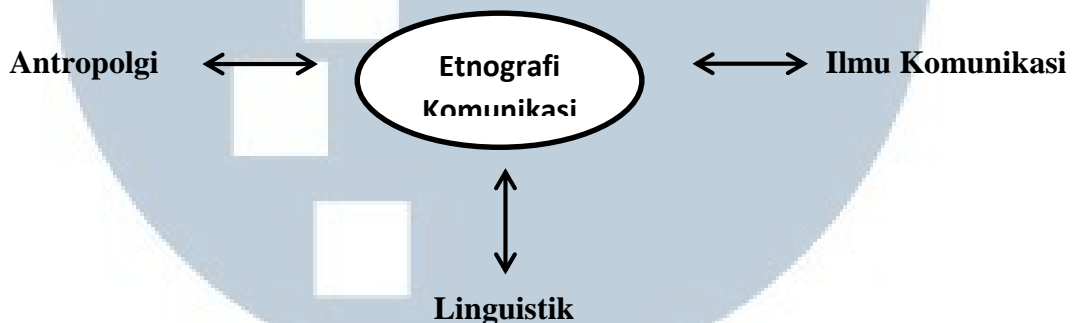 Antropolgi
Etnografi
Komunikasi
Ilmu Komunikasi
Linguistik